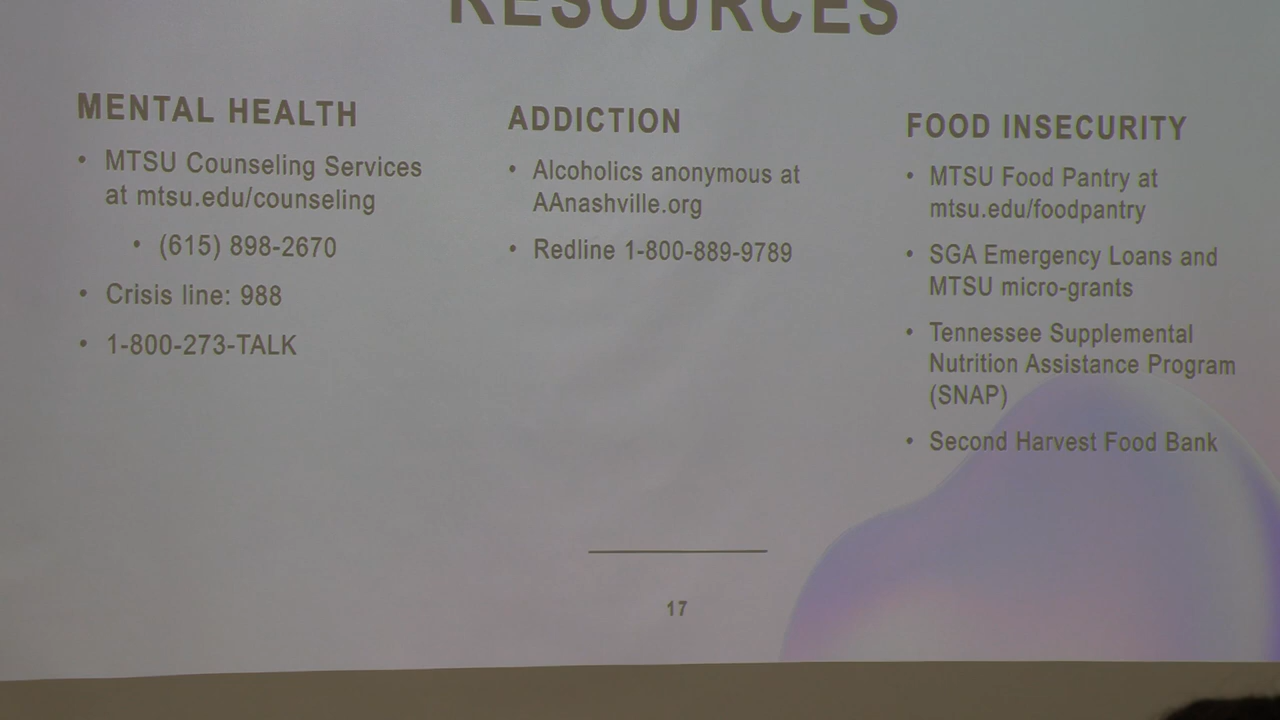 RESOURCES
MENTAL HEALTH
• MTSU Counseling Services
at mtsu.edu/counseling
• (615) 898-2670
• Crisis line: 988
• 1-800-273-TALK
ADDICTION
• Alcoholics anonymous at
AAnashville.org
• Redline 1-800-889-9789
FOOD INSECURITY
• MTSU Food Pantry at
mtsu.edu/foodpantry
• SGA Emergency Loans and
MTSU micro-grants
• Tennessee Supplemental
Nutrition Assistance Program
(SNAP)
• Second Harvest Food Bank
17